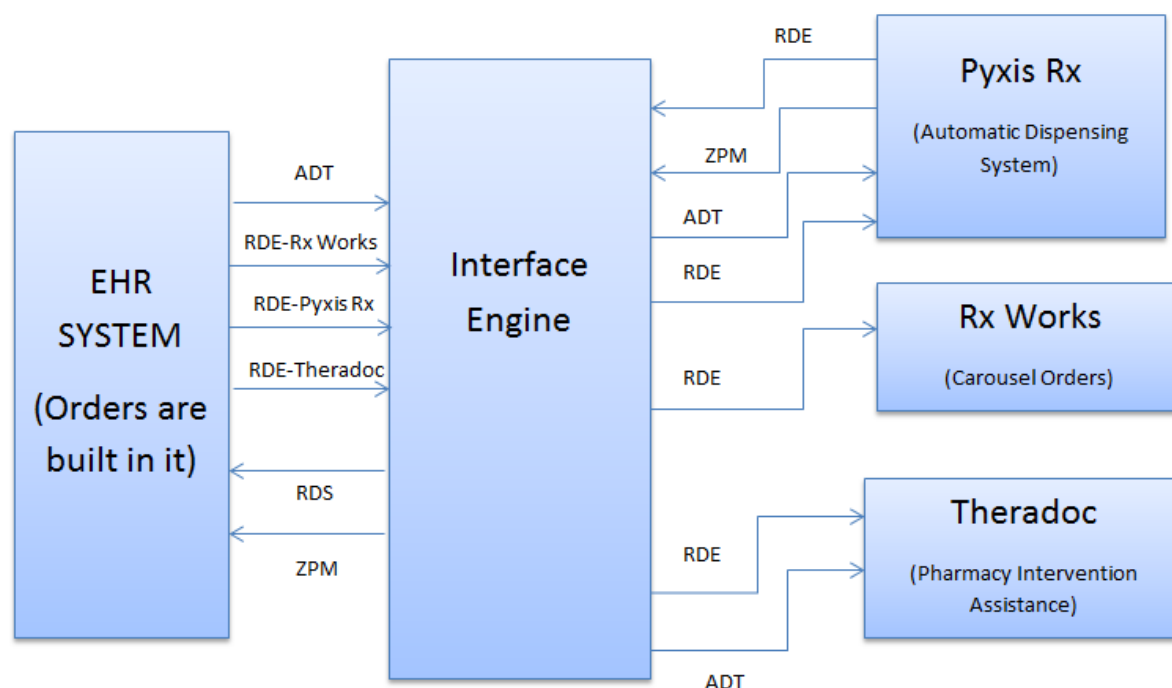 RDE
Pyxis Rx
(Automatic Dispensing
System)
ZPM
ADT
RDE
ADT
RDE-Rx Works
RDE-Pyxis Rx
RDE-Theradoc
EHR
SYSTEM
(Orders are
built in it)
RDS
ZPM
Interface
Engine
Rx Works
(Carousel Orders)
RDE
Theradoc
(Pharmacy Intervention
Assistance)
RDE
ADT